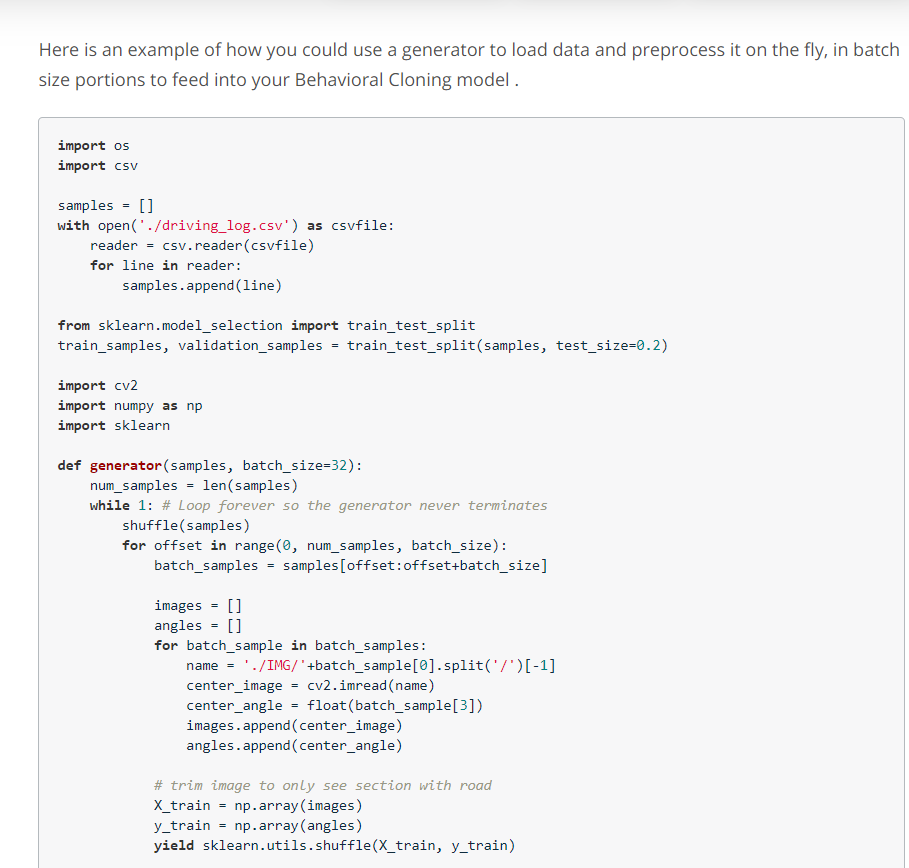 Here is an example of how you could use a generator to load data and preprocess it on the fly, in batch
size portions to feed into your Behavioral Cloning model .
import os
import csv
samples = []
with open('./driving_log.csv') as csvfile:
    reader = csv.reader(csvfile)
    for line in reader:
        samples.append(line)
from sklearn.model_selection import train_test_split
train_samples, validation_samples = train_test_split(samples, test_size=0.2)
import cv2
import numpy as np
import sklearn
def generator(samples, batch_size=32):
    num_samples = len(samples)
    while 1: # Loop forever so the generator never terminates
        shuffle(samples)
        for offset in range(0, num_samples, batch_size):
            batch_samples = samples[offset:offset+batch_size]
            images = []
            angles = []
            for batch_sample in batch_samples:
                name = './IMG/'+batch_sample[0].split('/')[-1]
                center_image = cv2.imread(name)
                center_angle = float(batch_sample[3])
                images.append(center_image)
                angles.append(center_angle)
            # trim image to only see section with road
            X_train = np.array(images)
            y_train = np.array(angles)
            yield sklearn.utils.shuffle(X_train, y_train)